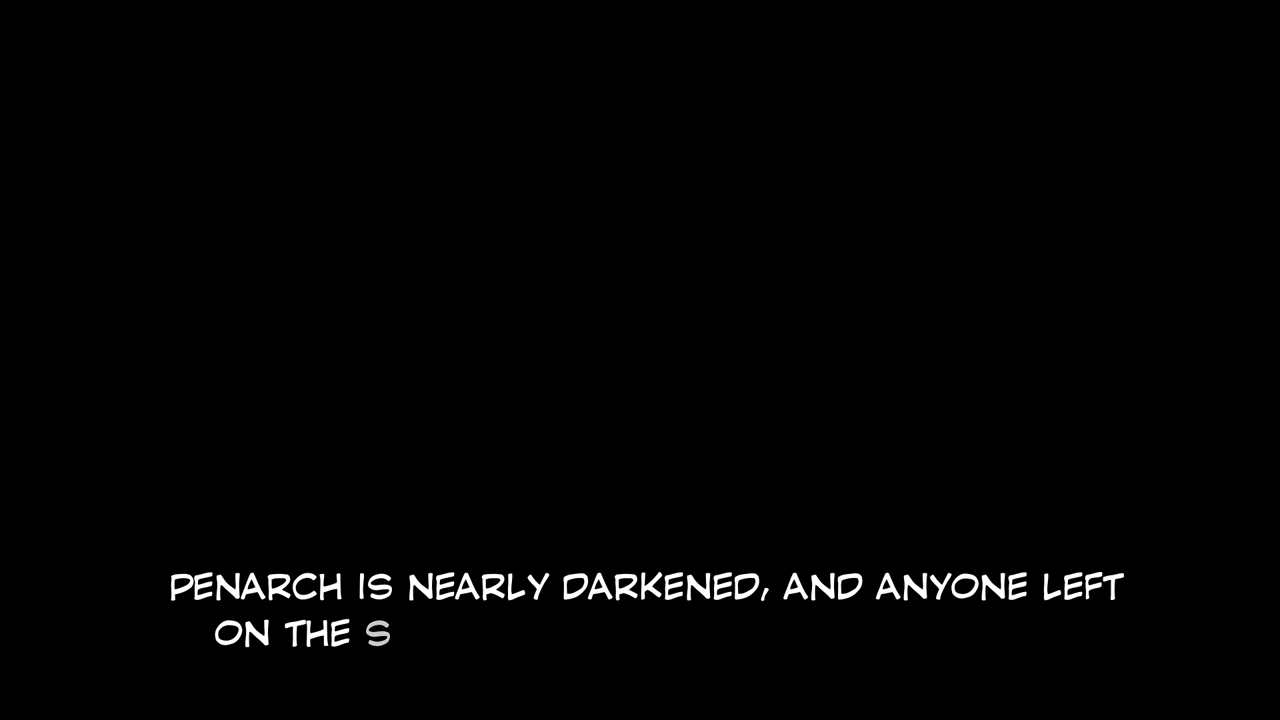 PENARCH IS NEARLY DARKENED, AND ANYONE LEFT
ON THE S